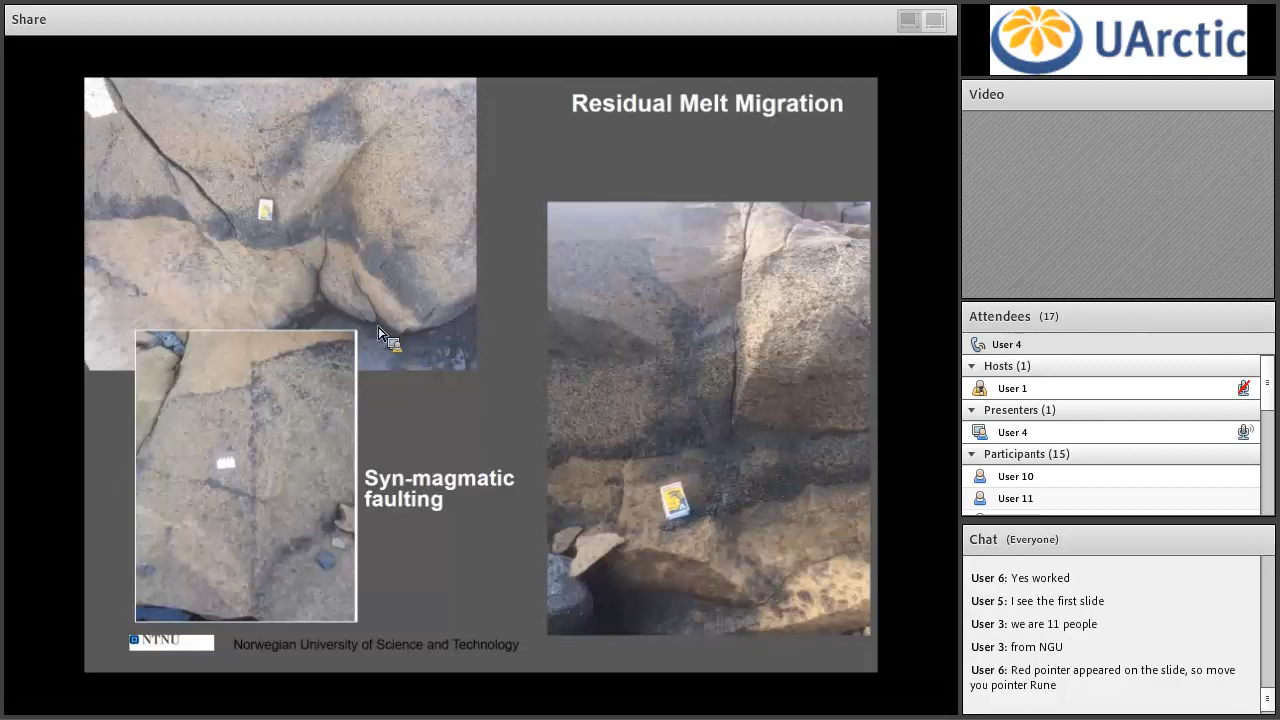 Share
UArctic
Residual Melt Migration
Syn-magmatic
faulting
NTNU
Norwegian University of Science and Technology
Video
Attendees (17)
User 4
Hosts (1)
User 1
Presenters (1)
User 4
Participants (15)
User 10
User 11
Chat (Everyone)
User 6: Yes worked
User 5: I see the first slide
User 3: we are 11 people
User 3: from NGU
User 6: Red pointer appeared on the slide, so move
you pointer Rune